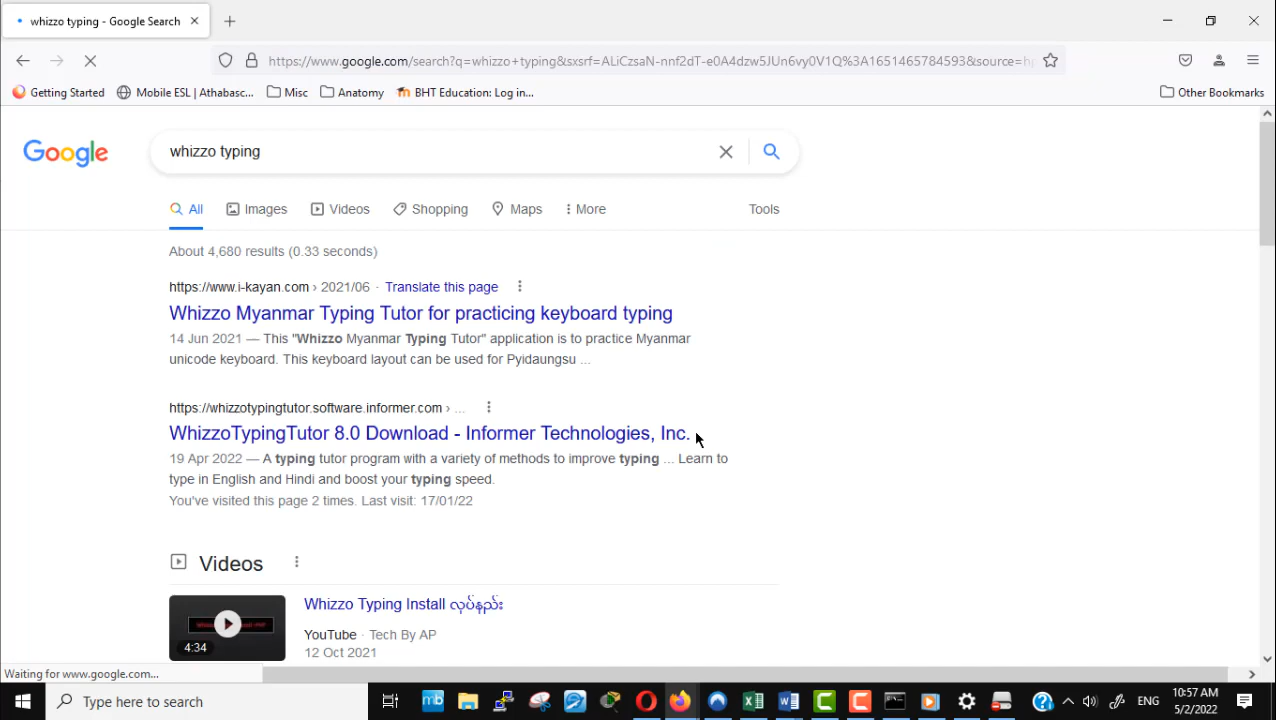 whizzo typing - Google Search
https://www.google.com/search?q=whizzo+typing&sxsrf=ALiCzsaN-nnf2dT-e0A4dzw5JUn6vy0V1Q%3A1651465784593&source=h
Getting Started
Mobile ESL | Athabasc...
Misc
Anatomy
BHT Education: Log in...
Other Bookmarks
Google
whizzo typing
All
Images
Videos
Shopping
Maps
More
Tools
About 4,680 results (0.33 seconds)
https://www.i-kayan.com › 2021/06 · Translate this page
Whizzo Myanmar Typing Tutor for practicing keyboard typing
14 Jun 2021 — This "Whizzo Myanmar Typing Tutor" application is to practice Myanmar
unicode keyboard. This keyboard layout can be used for Pyidaungsu ...
https://whizzotypingtutor.software.informer.com › ...
WhizzoTypingTutor 8.0 Download - Informer Technologies, Inc.
19 Apr 2022 — A typing tutor program with a variety of methods to improve typing ... Learn to
type in English and Hindi and boost your typing speed.
You've visited this page 2 times. Last visit: 17/01/22
Videos
Whizzo Typing Install လုပ်နည်း
YouTube · Tech By AP
4:34
12 Oct 2021
Waiting for www.google.com...
Type here to search
mb
ENG
10:57 AM
5/2/2022